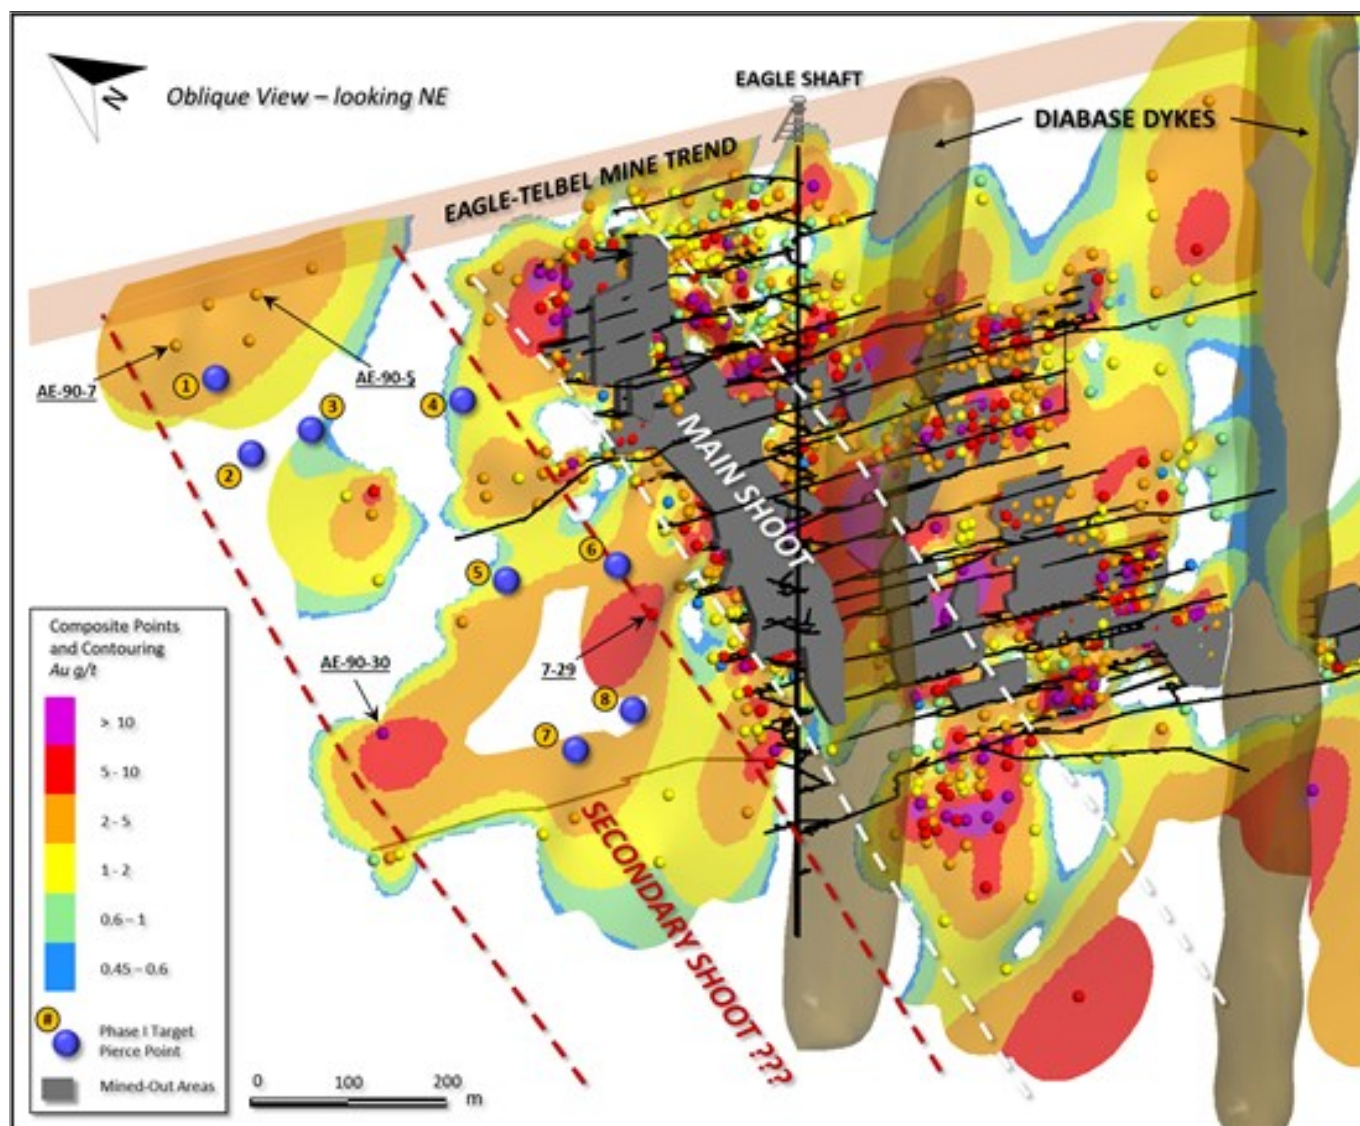 N
Oblique View – looking NE
EAGLE SHAFT
DIABASE DYKES
EAGLE-TELBEL MINE TREND
AE-90-7
AE-90-5
1
2
3
4
MAIN SHOOT
5
6
AE-90-30
7-29
8
7
SECONDARY SHOOT ???
Composite Points
and Contouring
Au g/t
> 10
5 - 10
2 - 5
1 - 2
0.6 – 1
0.45 – 0.6
#
Phase I Target
Pierce Point
Mined-Out Areas
0 100 200
m